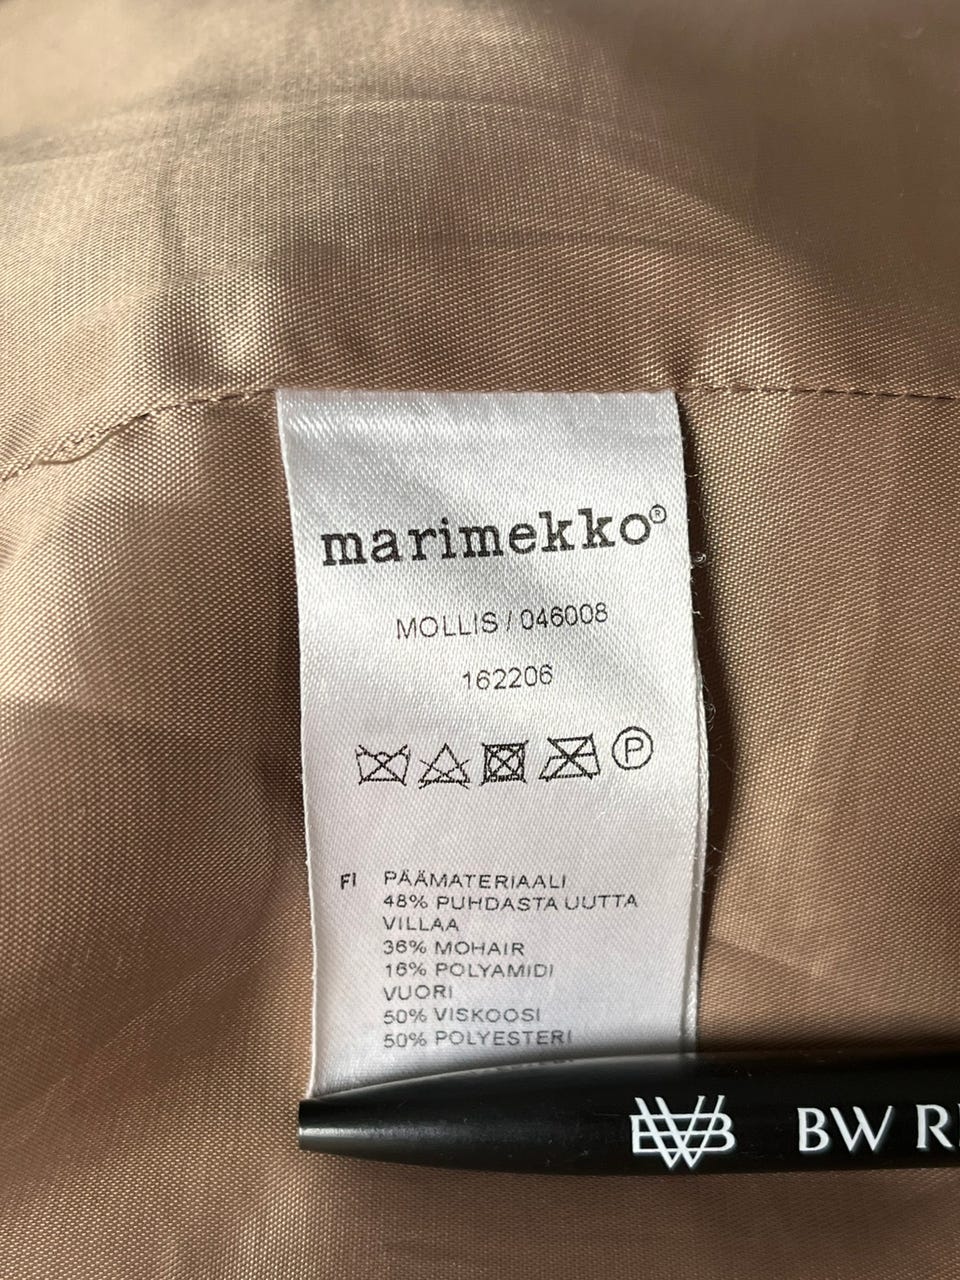 marimekko®
MOLLIS / 046008
162206
P
FI PÄÄMATERIAALI
48% PUHDASTA UUTTA
VILLAA
36% MOHAIR
16% POLYAMIDI
VUORI
50% VISKOOSI
50% POLYESTERI
BW